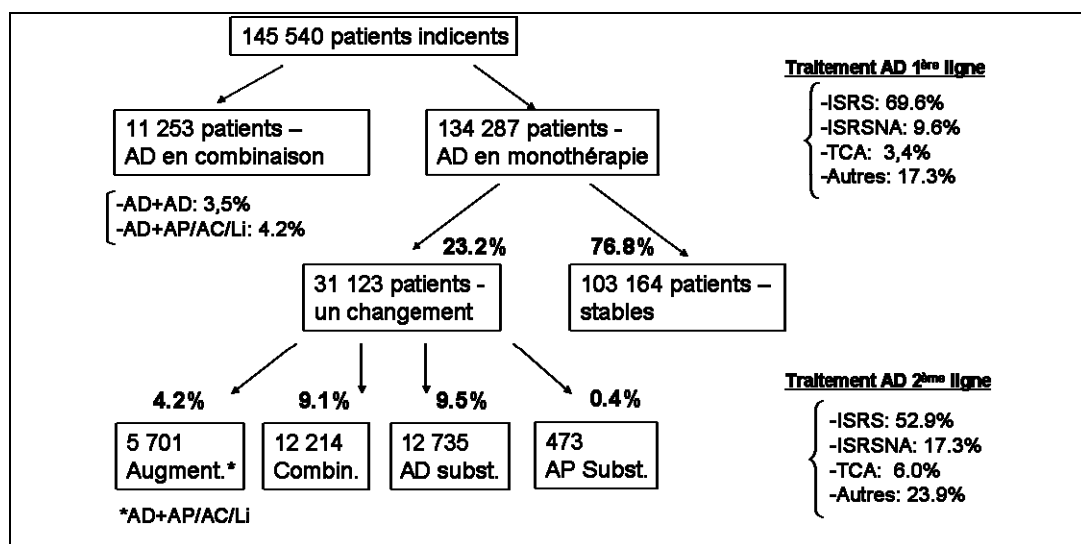 145 540 patients indicents
Traitement AD 1ère ligne
-ISRS: 69.6%
-ISRSNA: 9.6%
-TCA: 3,4%
-Autres: 17.3%
11 253 patients –
AD en combinaison
134 287 patients -
AD en monothérapie
-AD+AD: 3,5%
-AD+AP/AC/Li: 4.2%
23.2%
76.8%
31 123 patients -
un changement
103 164 patients –
stables
Traitement AD 2ème ligne
-ISRS: 52.9%
-ISRSNA: 17.3%
-TCA: 6.0%
-Autres: 23.9%
4.2%
9.1%
9.5%
0.4%
5 701
Augment.*
12 214
Combin.
12 735
AD subst.
473
AP Subst.
*AD+AP/AC/Li